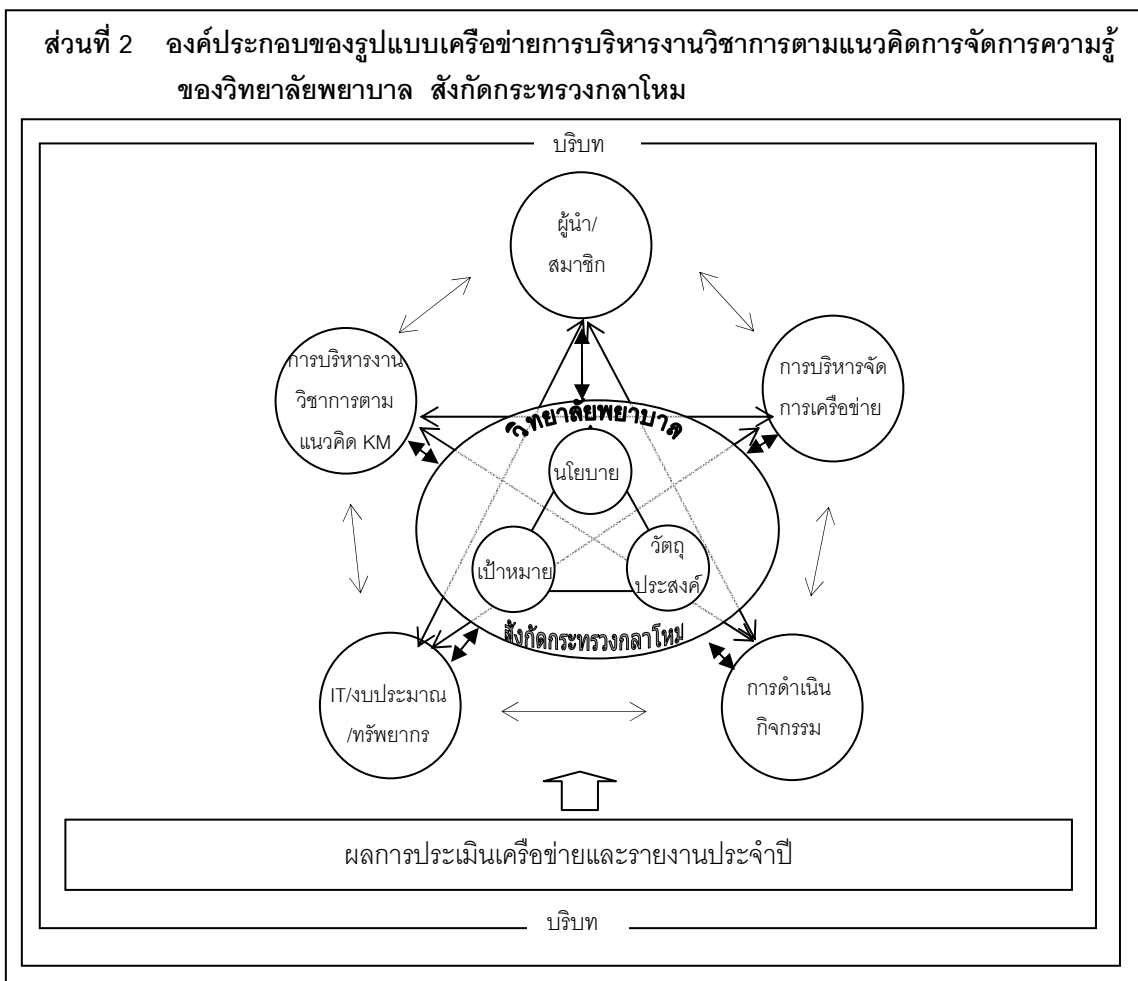 ส่วนที่ 2 องค์ประกอบของรูปแบบเครือข่ายการบริหารงานวิชาการตามแนวคิดการจัดการความรู้
ของวิทยาลัยพยาบาล สังกัดกระทรวงกลาโหม
บริบท
ผู้นำ/
สมาชิก
การบริหารงาน
วิชาการตาม
แนวคิด KM
การบริหารจัด
การเครือข่าย
วิทยาลัยพยาบาล
นโยบาย
เป้าหมาย
วัตถุ
ประสงค์
สังกัดกระทรวงกลาโหม
IT/งบประมาณ
/ทรัพยากร
การดำเนิน
กิจกรรม
ผลการประเมินเครือข่ายและรายงานประจำปี
บริบท